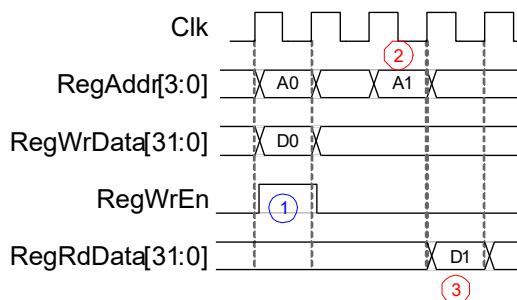 Clk
2
RegAddr[3:0] A0 A1
RegWrData[31:0] D0
RegWrEn 1
RegRdData[31:0] D1
3